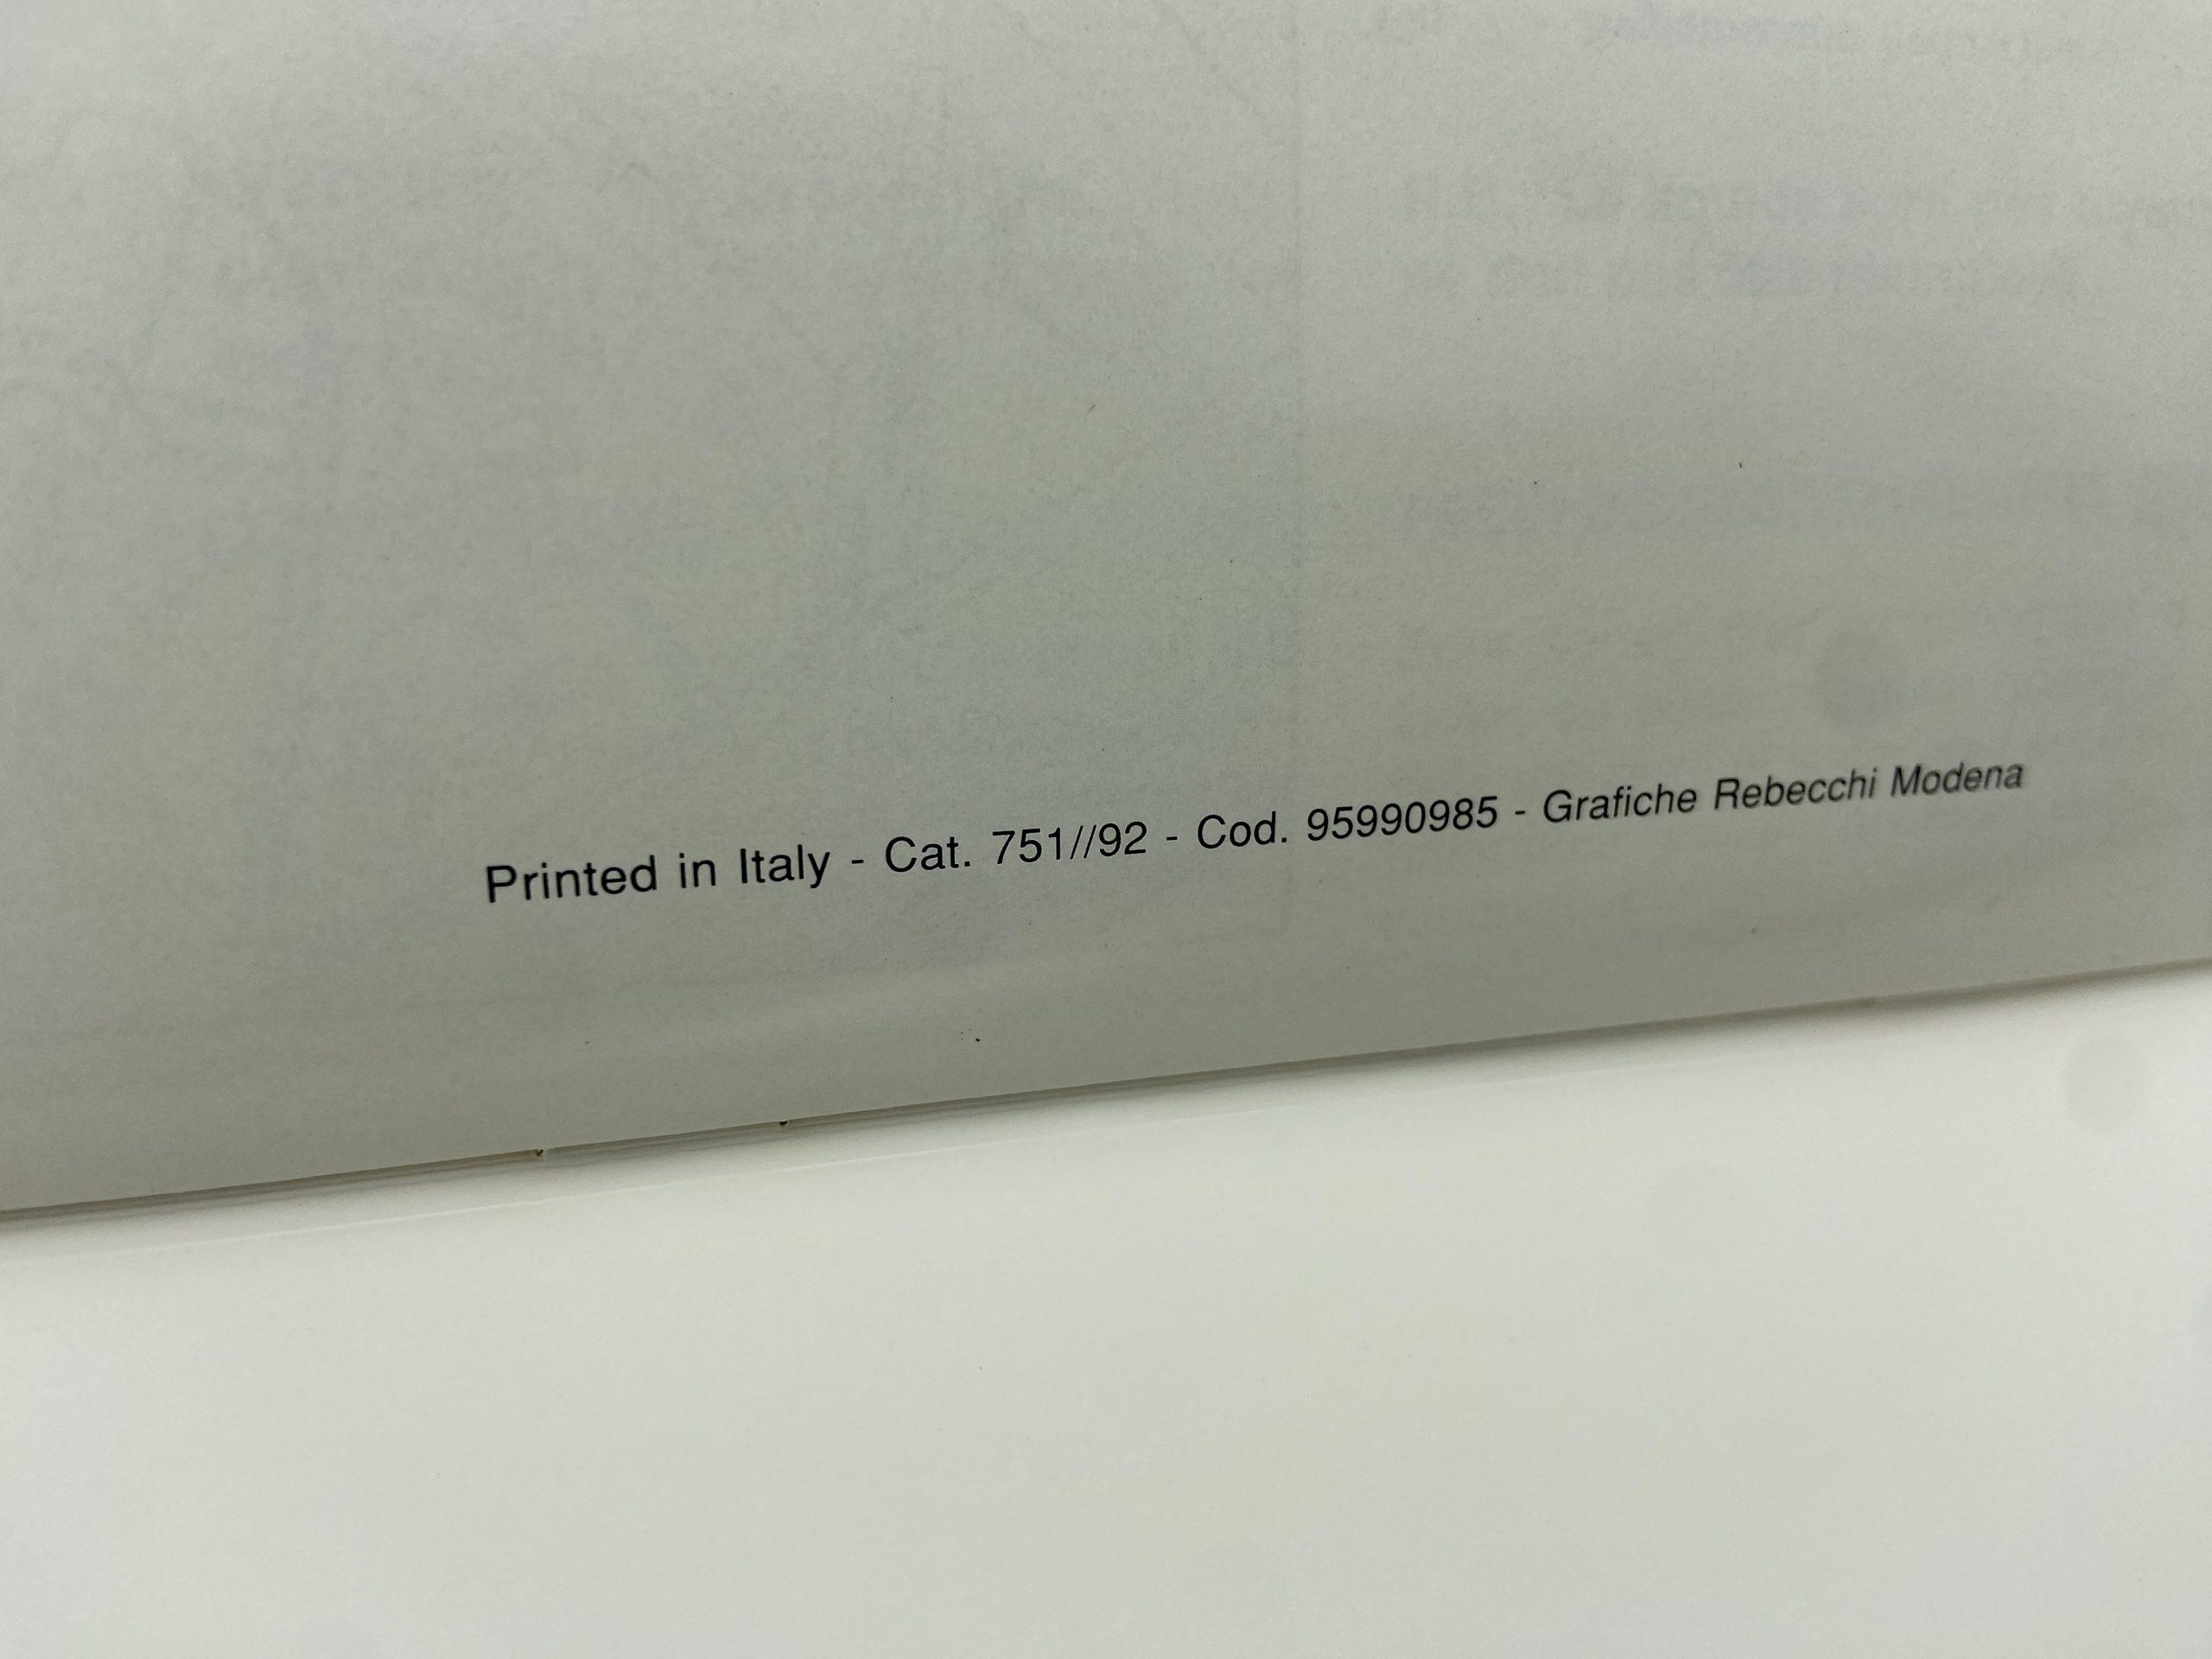 Printed in Italy - Cat. 751//92 - Cod. 95990985 - Grafiche Rebecchi Modena